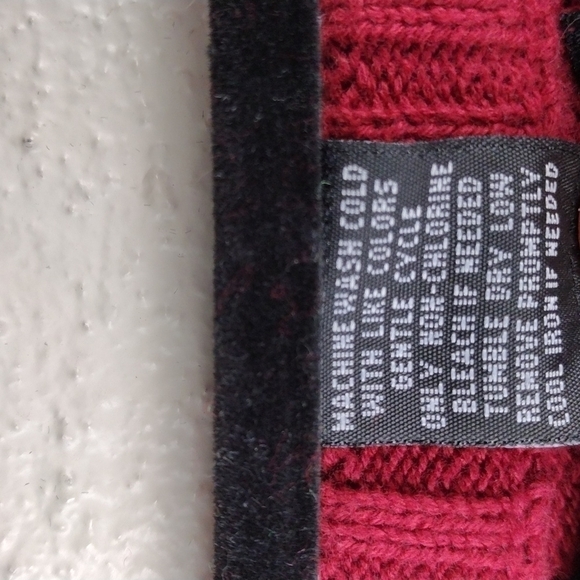 MACHINE WASH COLD
WITH LIKE COLORS
GENTLE CYCLE
ONLY NON-CHLORINE
BLEACH IF NEEDED
TUMBLE DRY LOW
REMOVE PROMPTLY
COOL IRON IF NEEDED